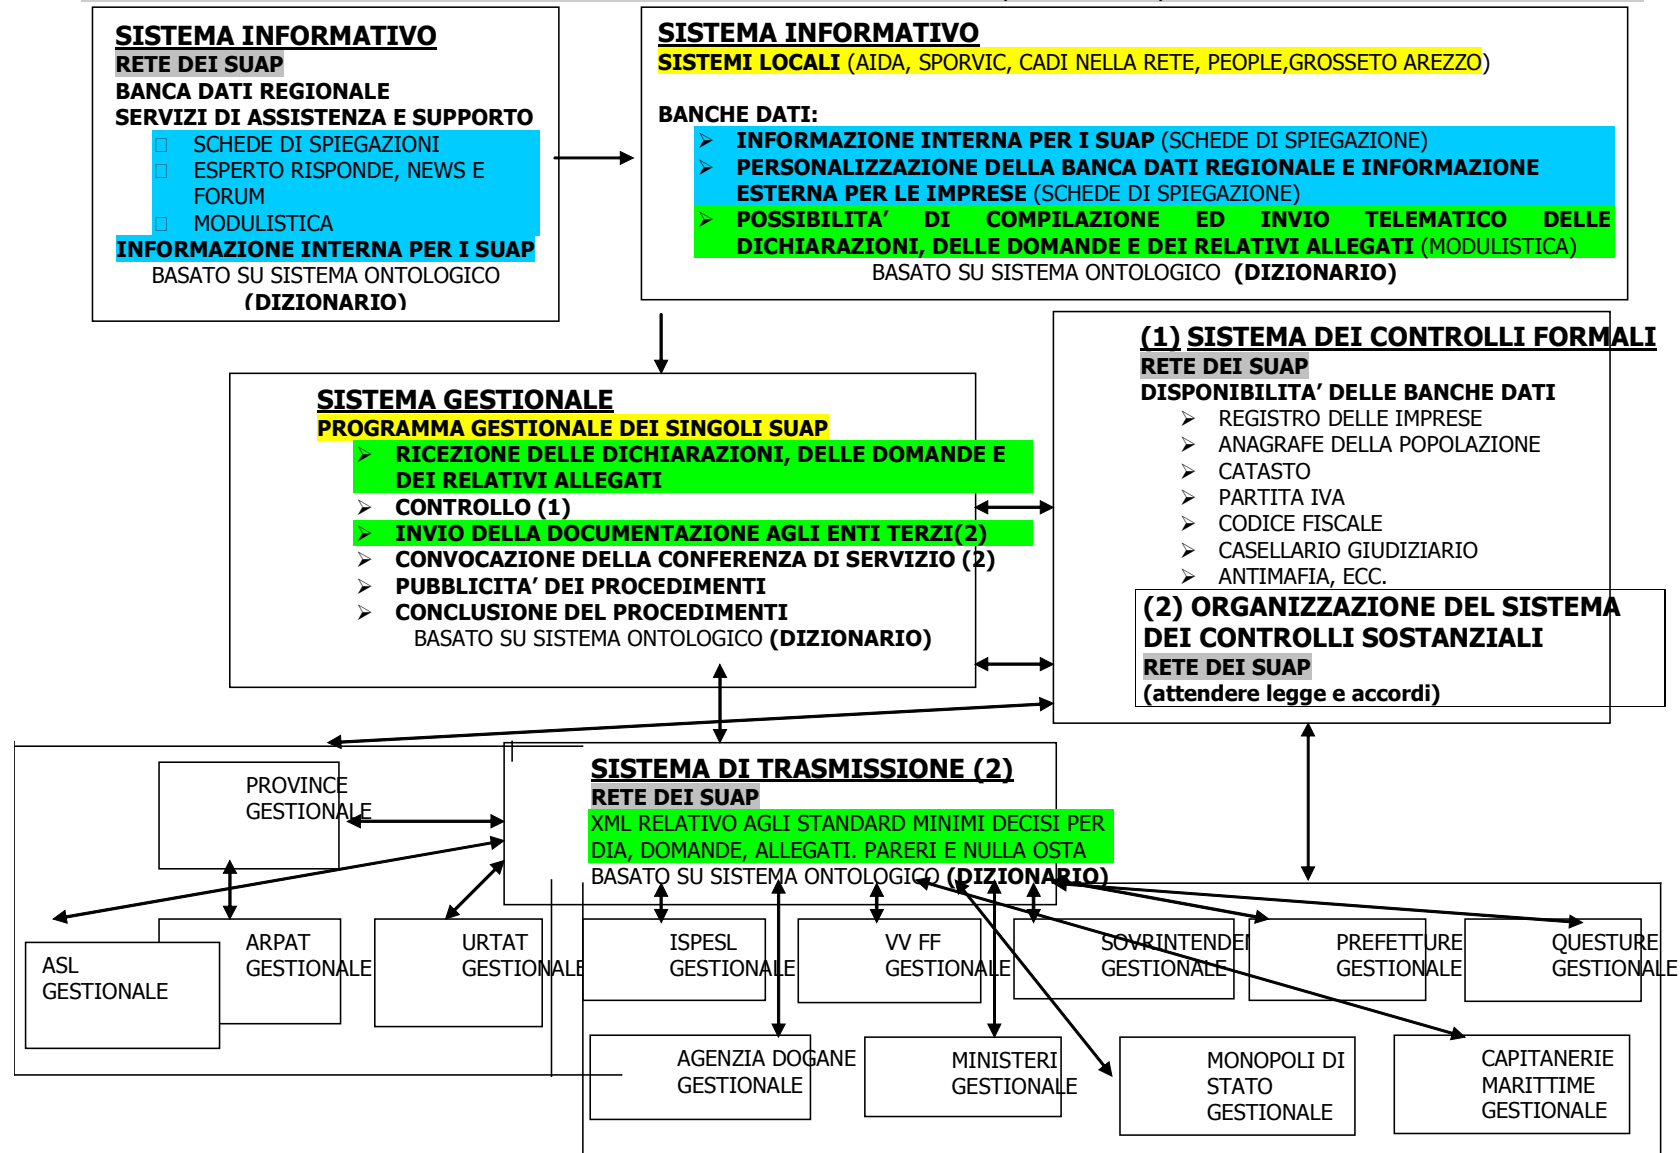 SISTEMA INFORMATIVO
RETE DEI SUAP
BANCA DATI REGIONALE
SERVIZI DI ASSISTENZA E SUPPORTO
SCHEDE DI SPIEGAZIONI
ESPERTO RISPONDE, NEWS E
FORUM
MODULISTICA
INFORMAZIONE INTERNA PER I SUAP
BASATO SU SISTEMA ONTOLOGICO
(DIZIONARIO)
SISTEMA INFORMATIVO
SISTEMI LOCALI (AIDA, SPORVIC, CADI NELLA RETE, PEOPLE,GROSSETO AREZZO)
BANCHE DATI:
➢ INFORMAZIONE INTERNA PER I SUAP (SCHEDE DI SPIEGAZIONE)
➢ PERSONALIZZAZIONE DELLA BANCA DATI REGIONALE E INFORMAZIONE
ESTERNA PER LE IMPRESE (SCHEDE DI SPIEGAZIONE)
➢ POSSIBILITA’ DI COMPILAZIONE ED INVIO TELEMATICO DELLE
DICHIARAZIONI, DELLE DOMANDE E DEI RELATIVI ALLEGATI (MODULISTICA)
BASATO SU SISTEMA ONTOLOGICO (DIZIONARIO)
SISTEMA GESTIONALE
PROGRAMMA GESTIONALE DEI SINGOLI SUAP
➢ RICEZIONE DELLE DICHIARAZIONI, DELLE DOMANDE E
DEI RELATIVI ALLEGATI
➢ CONTROLLO (1)
➢ INVIO DELLA DOCUMENTAZIONE AGLI ENTI TERZI(2)
➢ CONVOCAZIONE DELLA CONFERENZA DI SERVIZIO (2)
➢ PUBBLICITA’ DEI PROCEDIMENTI
➢ CONCLUSIONE DEL PROCEDIMENTI
BASATO SU SISTEMA ONTOLOGICO (DIZIONARIO)
(1) SISTEMA DEI CONTROLLI FORMALI
RETE DEI SUAP
DISPONIBILITA’ DELLE BANCHE DATI
➢ REGISTRO DELLE IMPRESE
➢ ANAGRAFE DELLA POPOLAZIONE
➢ CATASTO
➢ PARTITA IVA
➢ CODICE FISCALE
➢ CASELLARIO GIUDIZIARIO
➢ ANTIMAFIA, ECC.
(2) ORGANIZZAZIONE DEL SISTEMA
DEI CONTROLLI SOSTANZIALI
RETE DEI SUAP
(attendere legge e accordi)
SISTEMA DI TRASMISSIONE (2)
RETE DEI SUAP
XML RELATIVO AGLI STANDARD MINIMI DECISI PER
DIA, DOMANDE, ALLEGATI. PARERI E NULLA OSTA
BASATO SU SISTEMA ONTOLOGICO (DIZIONARIO)
PROVINCE
GESTIONALE
ASL
GESTIONALE
ARPAT
GESTIONALE
URTAT
GESTIONALE
ISPESL
GESTIONALE
VV FF
GESTIONALE
SOVRINTENDEN
GESTIONALE
PREFETTURE
GESTIONALE
QUESTURE
GESTIONALE
AGENZIA DOGANE
GESTIONALE
MINISTERI
GESTIONALE
MONOPOLI DI
STATO
GESTIONALE
CAPITANERIE
MARITTIME
GESTIONALE